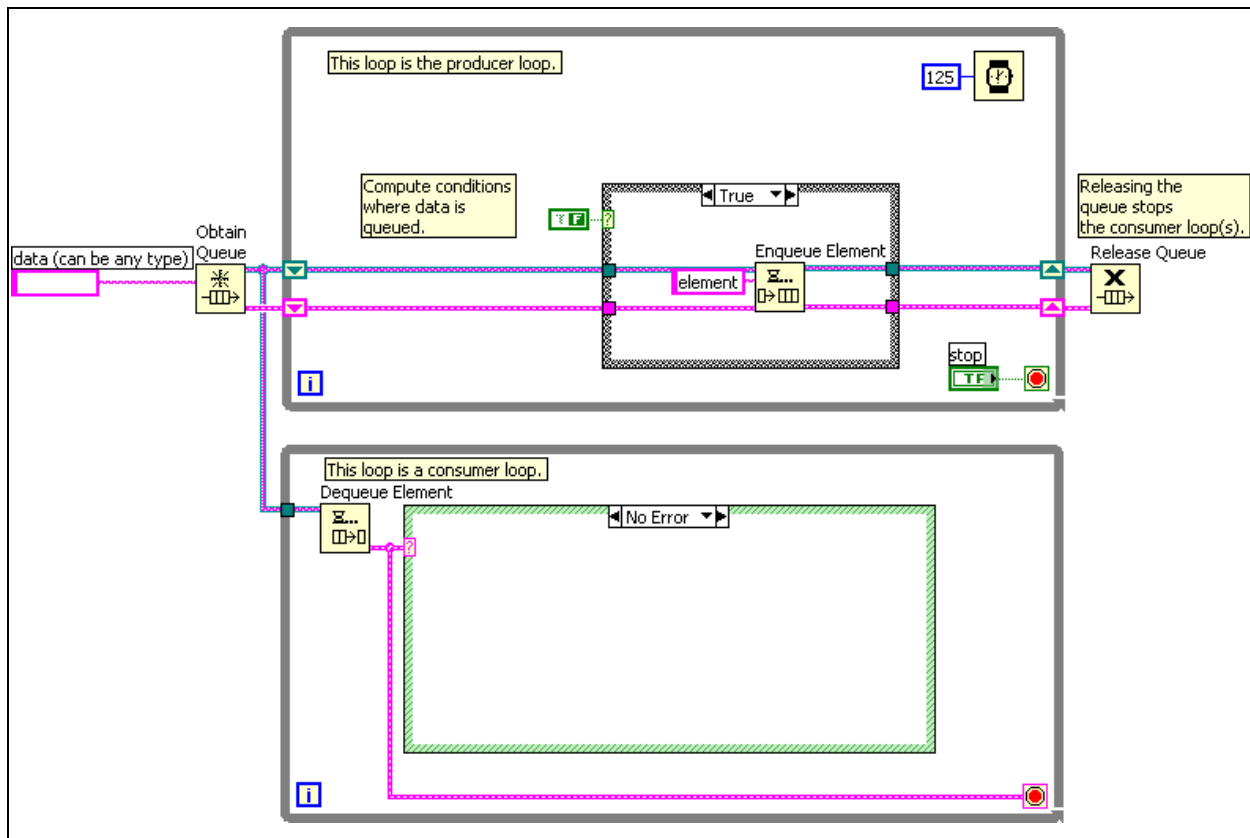 This loop is the producer loop.
125
Compute conditions
where data is
queued.
True
?
F
Releasing the
queue stops
the consumer loop(s).
Obtain
Queue
data (can be any type)
Enqueue Element
element
Release Queue
stop
TF
i
This loop is a consumer loop.
Dequeue Element
No Error
?
i